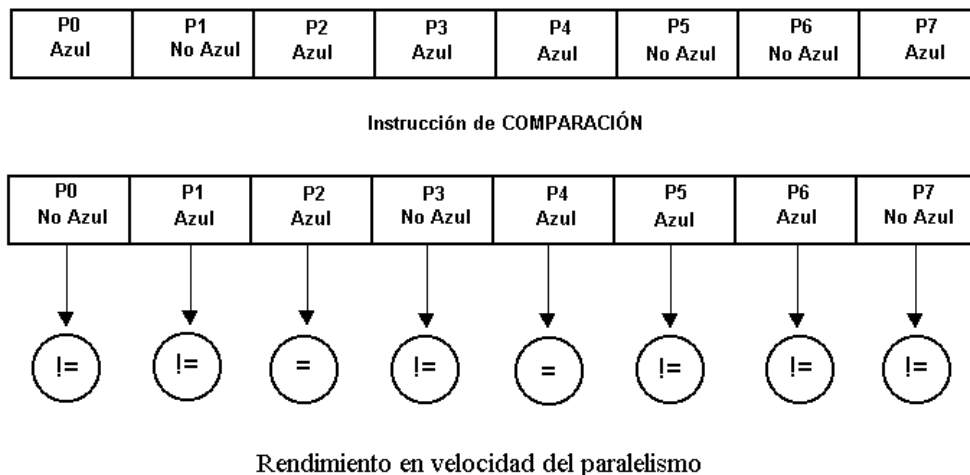 P0 P1 P2 P3 P4 P5 P6 P7
Azul No Azul Azul Azul Azul No Azul No Azul Azul
Instrucción de COMPARACIÓN
P0 P1 P2 P3 P4 P5 P6 P7
No Azul Azul Azul No Azul Azul Azul Azul No Azul
!= != = != = != != !=
Rendimiento en velocidad del paralelismo